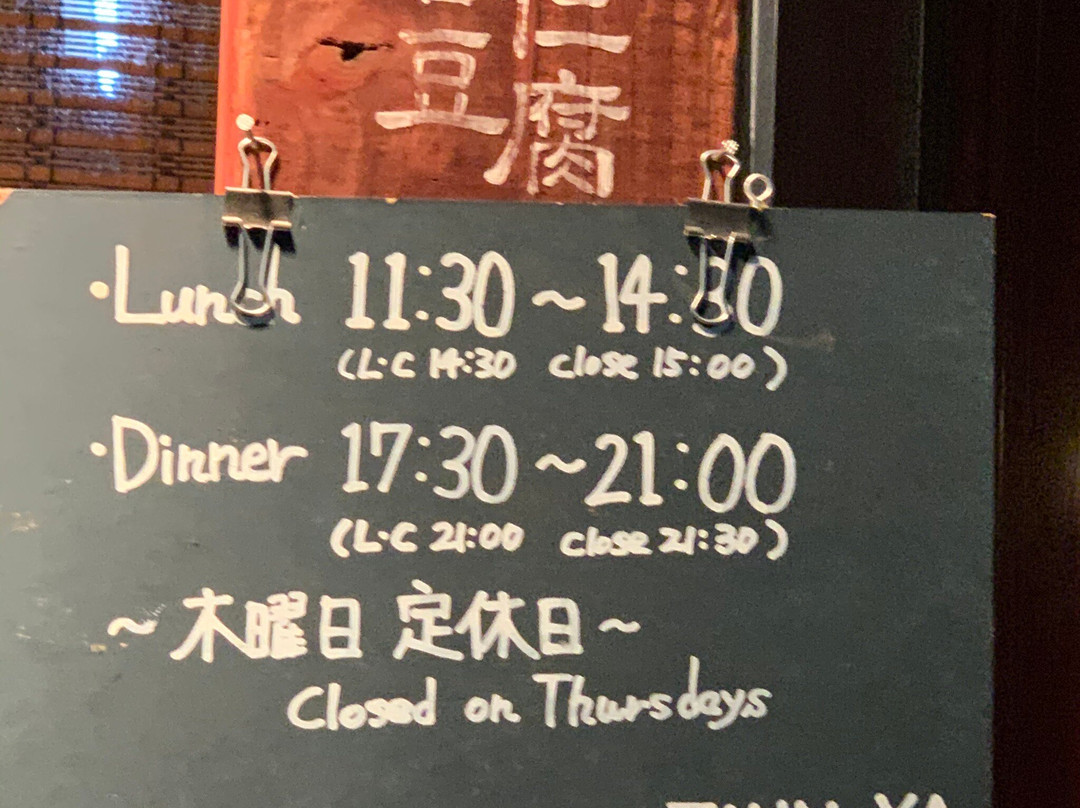 豆腐
・Lunch 11:30~14:30
(L・C 14:30 close 15:00)
・Dinner 17:30~21:00
(L・C 21:00 close 21:30)
~木曜日 定休日~
Closed on Thursdays